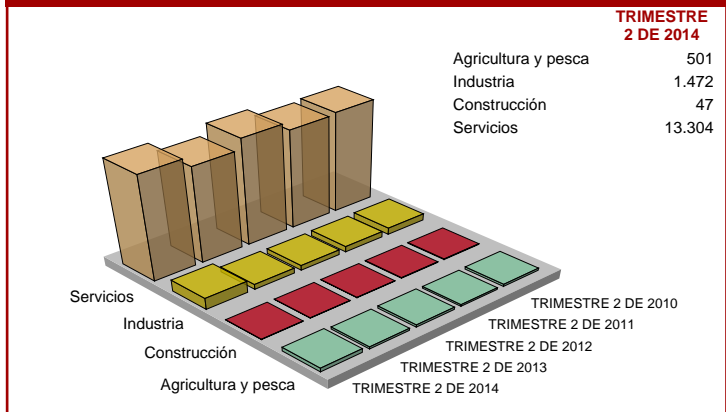 TRIMESTRE
2 DE 2014
Agricultura y pesca 501
Industria 1.472
Construcción 47
Servicios 13.304
Servicios
Industria
Construcción
Agricultura y pesca
TRIMESTRE 2 DE 2010
TRIMESTRE 2 DE 2011
TRIMESTRE 2 DE 2012
TRIMESTRE 2 DE 2013
TRIMESTRE 2 DE 2014